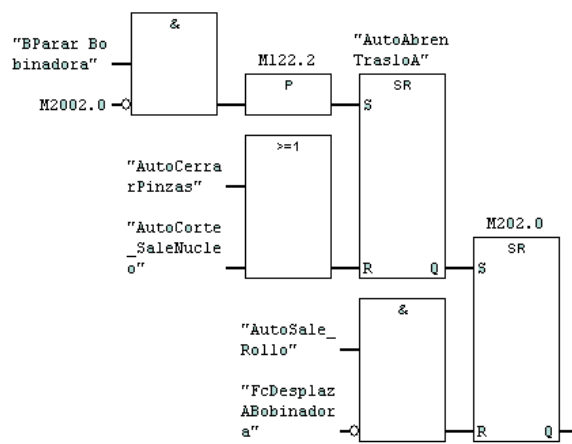 &
"BParar Bo
binadora"
M2002.0
M122.2
P
"AutoAbren
TrasloA"
SR
S
>=1
"AutoCerra
rPinzas"
"AutoCorte
_SaleNucle
o"
R Q
M202.0
SR
S
&
"AutoSale_
Rollo"
"FcDesplaz
ABobinador
a"
R Q